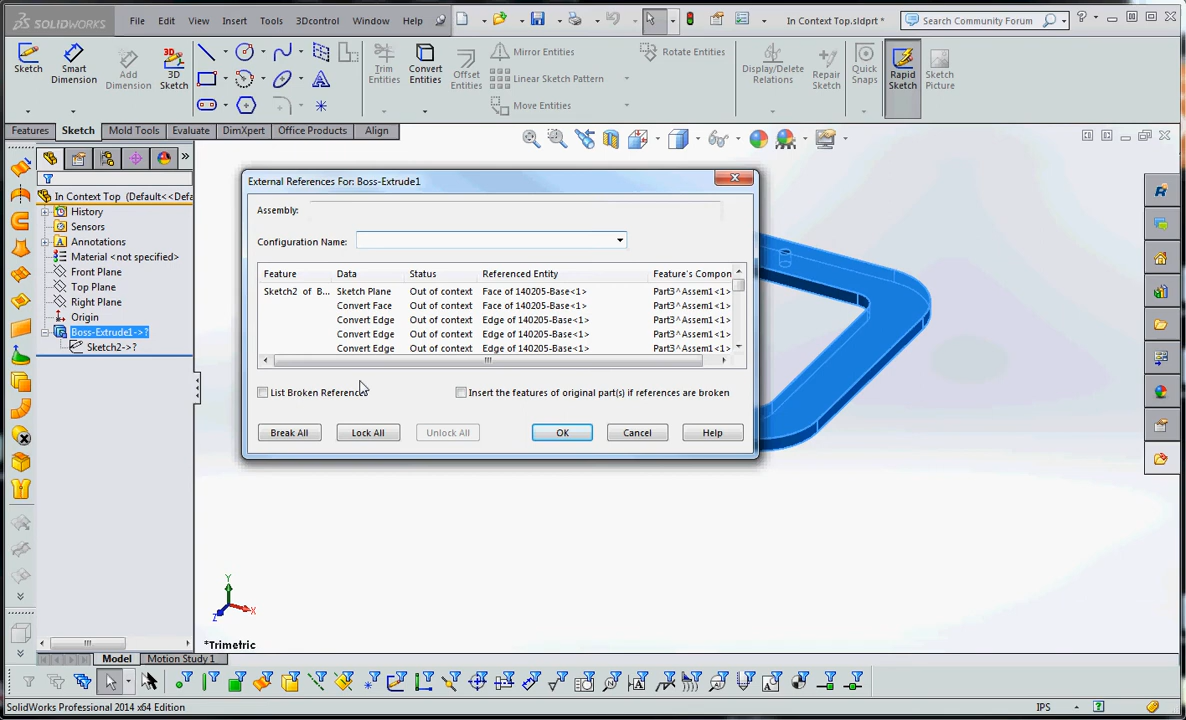 SOLIDWORKS File Edit View Insert Tools 3Dcontrol Window Help In Context Top.sldprt * Search Community Forum
Sketch Smart Dimension Add Dimension 3D Sketch Trim Entities Convert Entities Offset Entities Mirror Entities Linear Sketch Pattern Move Entities Rotate Entities Display/Delete Relations Repair Sketch Quick Snaps Rapid Sketch Sketch Picture
Features Sketch Mold Tools Evaluate DimXpert Office Products Align
In Context Top (Default<<Defa
History
Sensors
Annotations
Material <not specified>
Front Plane
Top Plane
Right Plane
Origin
Boss-Extrude1->?
Sketch2->?
External References For: Boss-Extrude1
Assembly:
Configuration Name:
Feature Data Status Referenced Entity Feature's Compon
Sketch2 of B... Sketch Plane Out of context Face of 140205-Base<1> Part3^Assem1<1>
Convert Face Out of context Face of 140205-Base<1> Part3^Assem1<1>
Convert Edge Out of context Edge of 140205-Base<1> Part3^Assem1<1>
Convert Edge Out of context Edge of 140205-Base<1> Part3^Assem1<1>
Convert Edge Out of context Edge of 140205-Base<1> Part3^Assem1<1>
List Broken References Insert the features of original part(s) if references are broken
Break All Lock All Unlock All OK Cancel Help
Y
X
Z
*Trimetric
Model Motion Study 1
SolidWorks Professional 2014 x64 Edition IPS